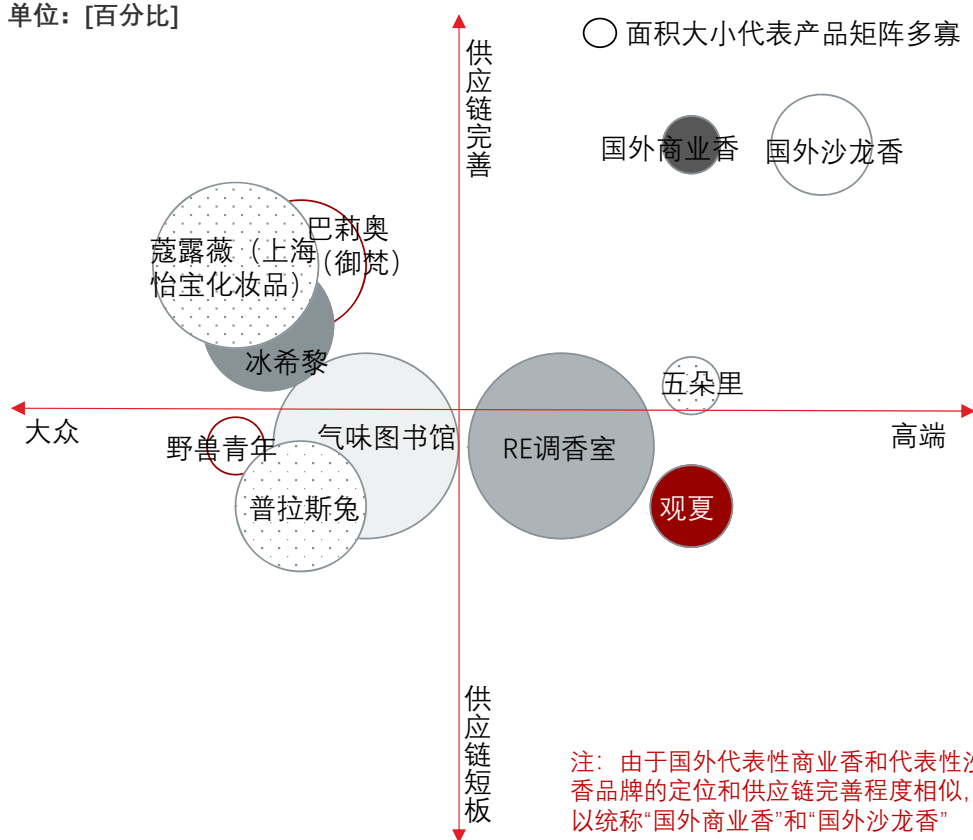 单位：[百分比]
面积大小代表产品矩阵多寡
供应链完善
国外商业香
国外沙龙香
巴莉奥
（御梵）
蔻露薇（上海
怡宝化妆品）
冰希黎
五朵里
大众
高端
野兽青年
气味图书馆
RE调香室
普拉斯兔
观夏
供应链短板
注：由于国外代表性商业香和代表性沙
香品牌的定位和供应链完善程度相似，
以统称“国外商业香”和“国外沙龙香”